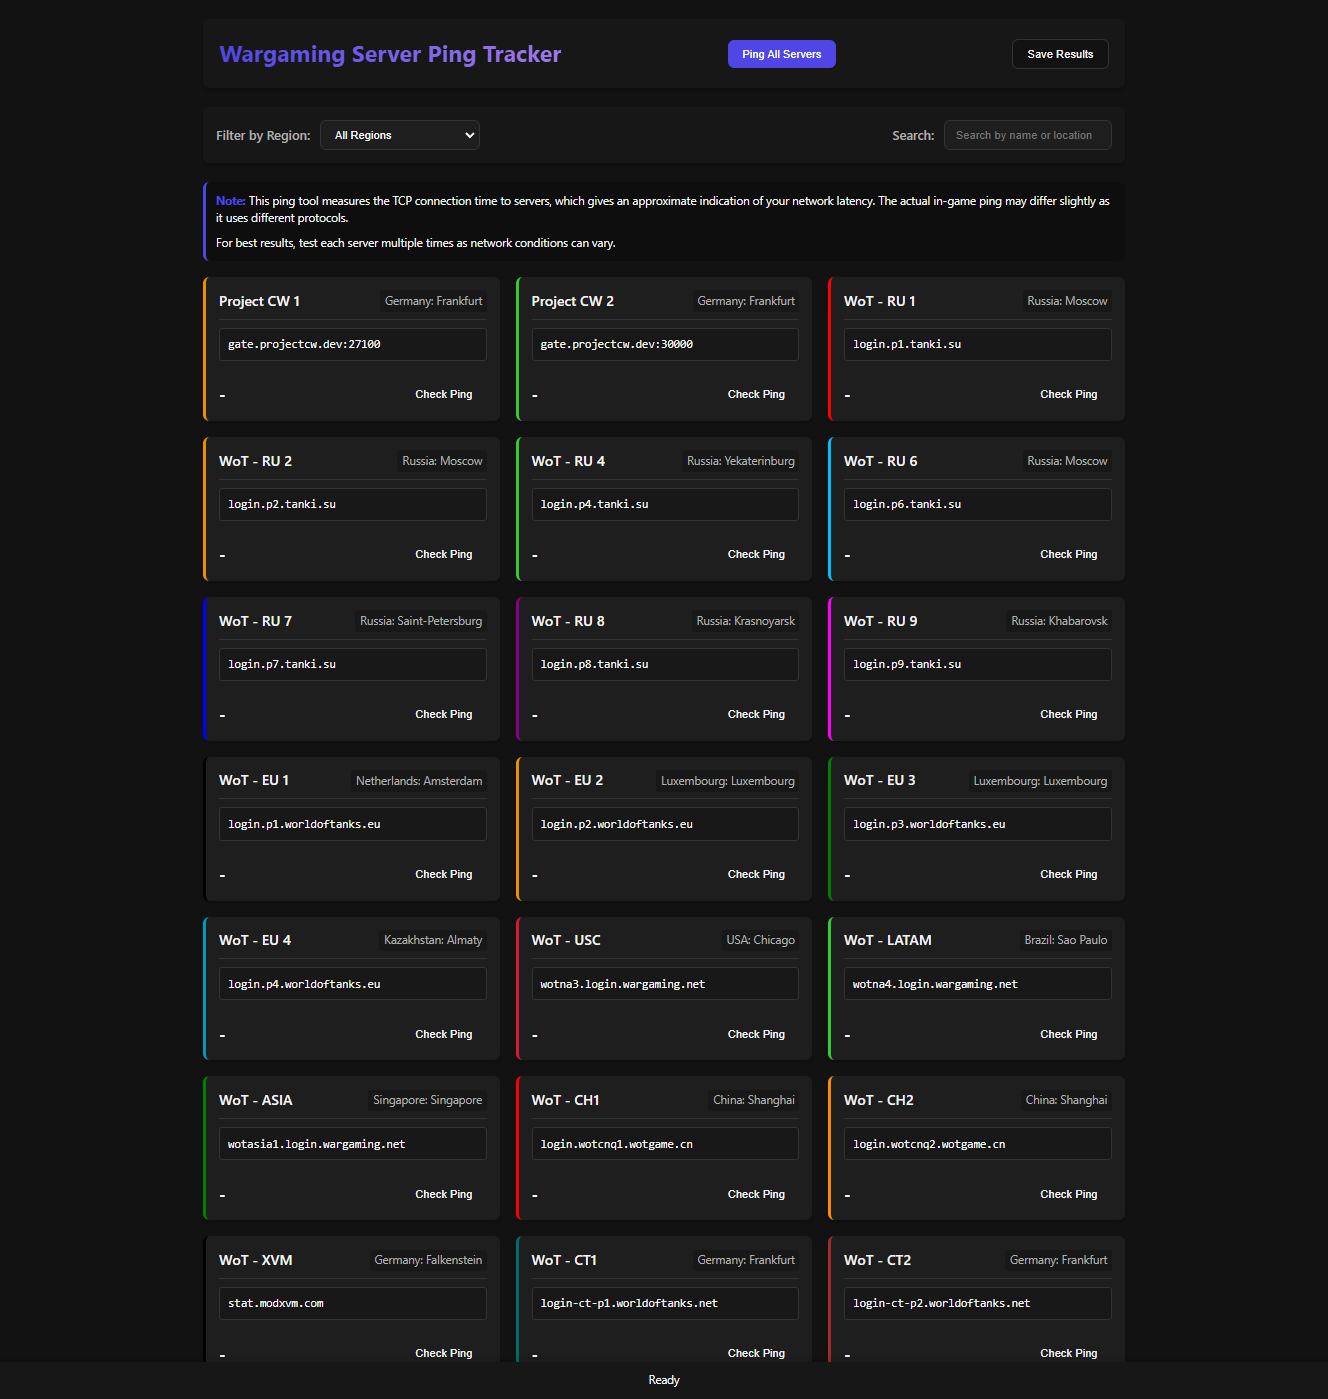 Wargaming Server Ping Tracker
Ping All Servers
Save Results
Filter by Region:
All Regions
Search:
Search by name or location
Note: This ping tool measures the TCP connection time to servers, which gives an approximate indication of your network latency. The actual in-game ping may differ slightly as
it uses different protocols.
For best results, test each server multiple times as network conditions can vary.
Project CW 1
Germany: Frankfurt
gate.projectcw.dev:27100
-
Check Ping
Project CW 2
Germany: Frankfurt
gate.projectcw.dev:30000
-
Check Ping
WoT - RU 1
Russia: Moscow
login.p1.tanki.su
-
Check Ping
WoT - RU 2
Russia: Moscow
login.p2.tanki.su
-
Check Ping
WoT - RU 4
Russia: Yekaterinburg
login.p4.tanki.su
-
Check Ping
WoT - RU 6
Russia: Moscow
login.p6.tanki.su
-
Check Ping
WoT - RU 7
Russia: Saint-Petersburg
login.p7.tanki.su
-
Check Ping
WoT - RU 8
Russia: Krasnoyarsk
login.p8.tanki.su
-
Check Ping
WoT - RU 9
Russia: Khabarovsk
login.p9.tanki.su
-
Check Ping
WoT - EU 1
Netherlands: Amsterdam
login.p1.worldoftanks.eu
-
Check Ping
WoT - EU 2
Luxembourg: Luxembourg
login.p2.worldoftanks.eu
-
Check Ping
WoT - EU 3
Luxembourg: Luxembourg
login.p3.worldoftanks.eu
-
Check Ping
WoT - EU 4
Kazakhstan: Almaty
login.p4.worldoftanks.eu
-
Check Ping
WoT - USC
USA: Chicago
wotna3.login.wargaming.net
-
Check Ping
WoT - LATAM
Brazil: Sao Paulo
wotna4.login.wargaming.net
-
Check Ping
WoT - ASIA
Singapore: Singapore
wotasia1.login.wargaming.net
-
Check Ping
WoT - CH1
China: Shanghai
login.wotcnq1.wotgame.cn
-
Check Ping
WoT - CH2
China: Shanghai
login.wotcnq2.wotgame.cn
-
Check Ping
WoT - XVM
Germany: Falkenstein
stat.modxvm.com
-
Check Ping
WoT - CT1
Germany: Frankfurt
login-ct-p1.worldoftanks.net
-
Check Ping
WoT - CT2
Germany: Frankfurt
login-ct-p2.worldoftanks.net
-
Check Ping
Ready